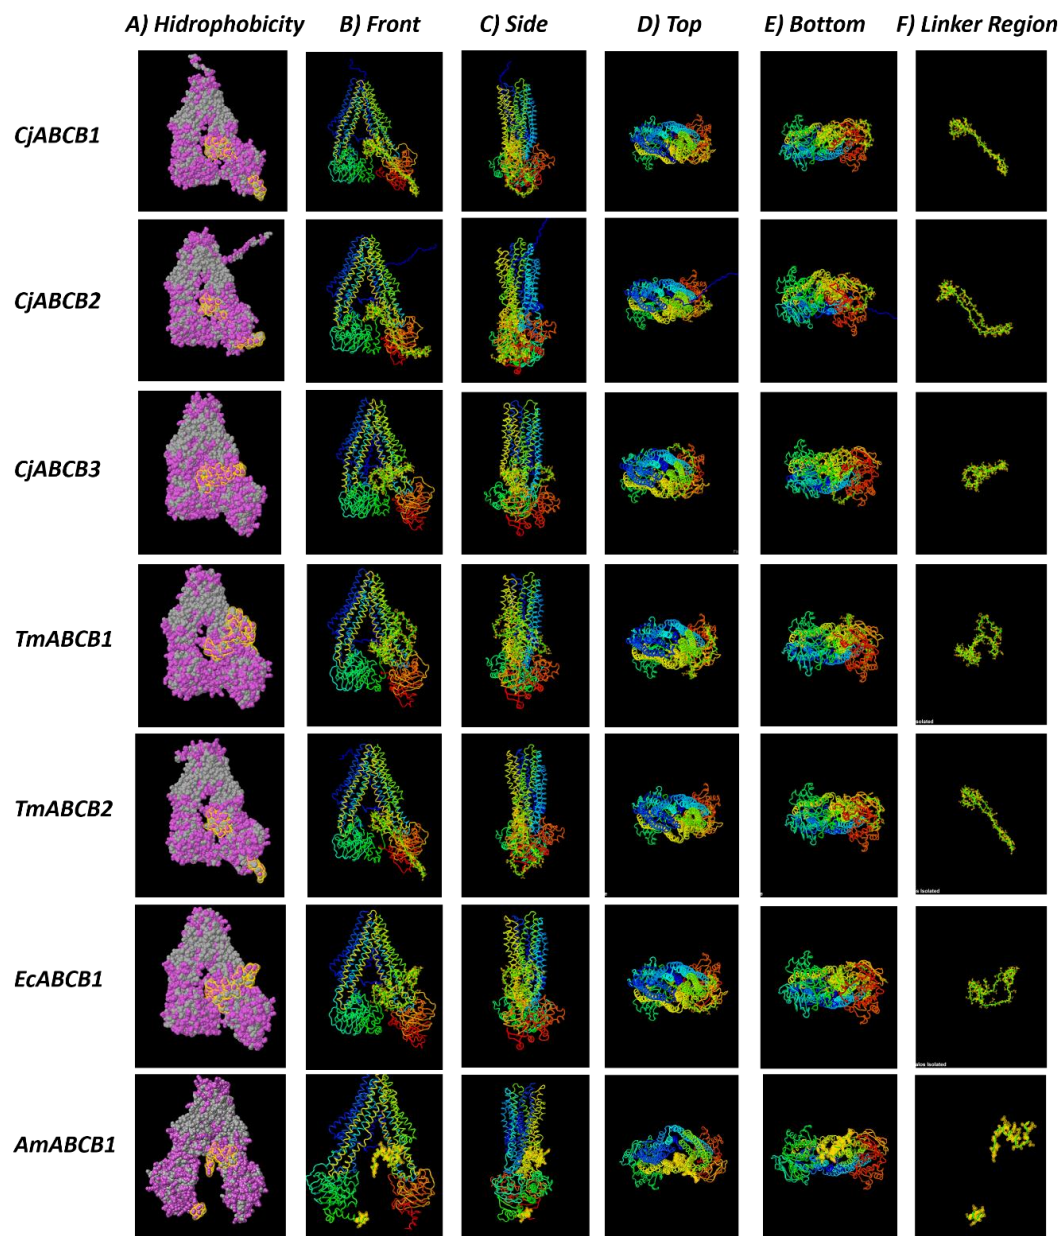 A) Hidrophobicity B) Front C) Side D) Top E) Bottom F) Linker Region
CjABCB1
CjABCB2
CjABCB3
TmABCB1
TmABCB2
EcABCB1
AmABCB1